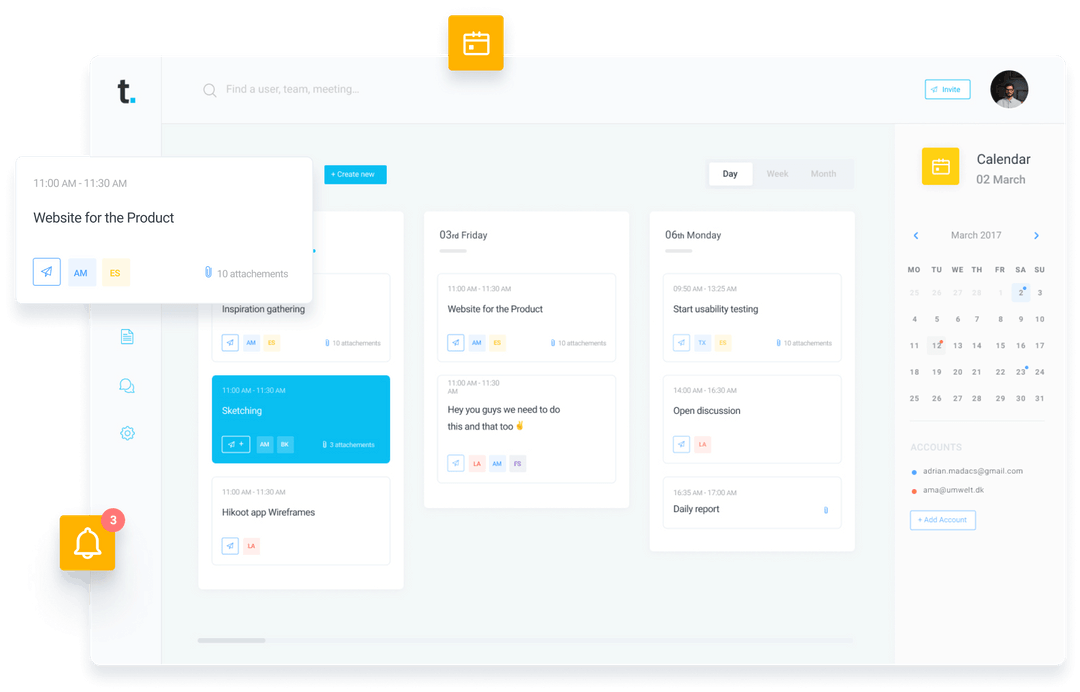 t.
Find a user, team, meeting...
Invite
11:00 AM - 11:30 AM
Website for the Product
AM
ES
10 attachements
+ Create new
Day
Week
Month
Inspiration gathering
AM
ES
10 attachements
11:00 AM - 11:30 AM
Sketching
+
AM
BK
3 attachements
11:00 AM - 11:30 AM
Hikoot app Wireframes
LA
03rd Friday
11:00 AM - 11:30 AM
Website for the Product
AM
ES
10 attachements
11:00 AM - 11:30
AM
Hey you guys we need to do
this and that too ✌
LA
AM
FS
06th Monday
09:50 AM - 13:25 AM
Start usability testing
TX
ES
10 attachements
14:00 AM - 16:30 AM
Open discussion
LA
16:35 AM - 17:00 AM
Daily report
3
Calendar
02 March
March 2017
MO TU WE TH FR SA SU
25 26 27 28 1 2 3
4 5 6 7 8 9 10
11 12 13 14 15 16 17
18 19 20 21 22 23 24
25 26 27 28 29 30 31
ACCOUNTS
adrian.madacs@gmail.com
ama@umwelt.dk
+ Add Account